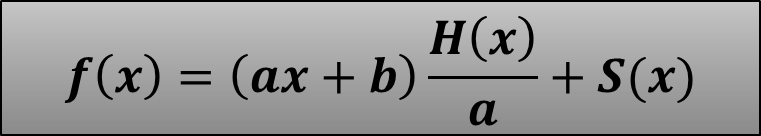 f(x) = (ax + b) H(x)/a + S(x)